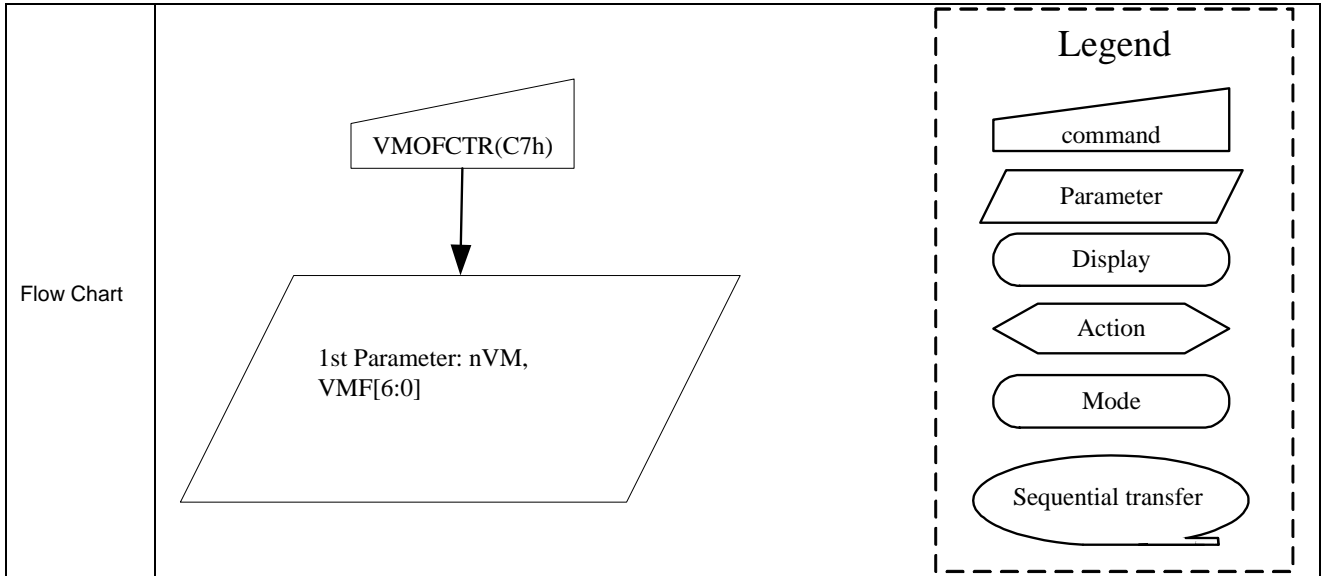 Flow Chart
VMOFCTR(C7h)
1st Parameter: nVM,
VMF[6:0]
Legend
command
Parameter
Display
Action
Mode
Sequential transfer